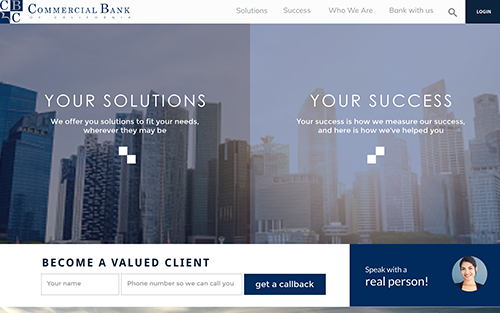 CBC
COMMERCIAL BANK
OF CALIFORNIA
Solutions Success Who We Are Bank with us LOGIN
YOUR SOLUTIONS
We offer you solutions to fit your needs,
wherever they may be
YOUR SUCCESS
Your success is how we measure our success,
and here is how we've helped you
BECOME A VALUED CLIENT
Your name
Phone number so we can call you
get a callback
Speak with a
real person!